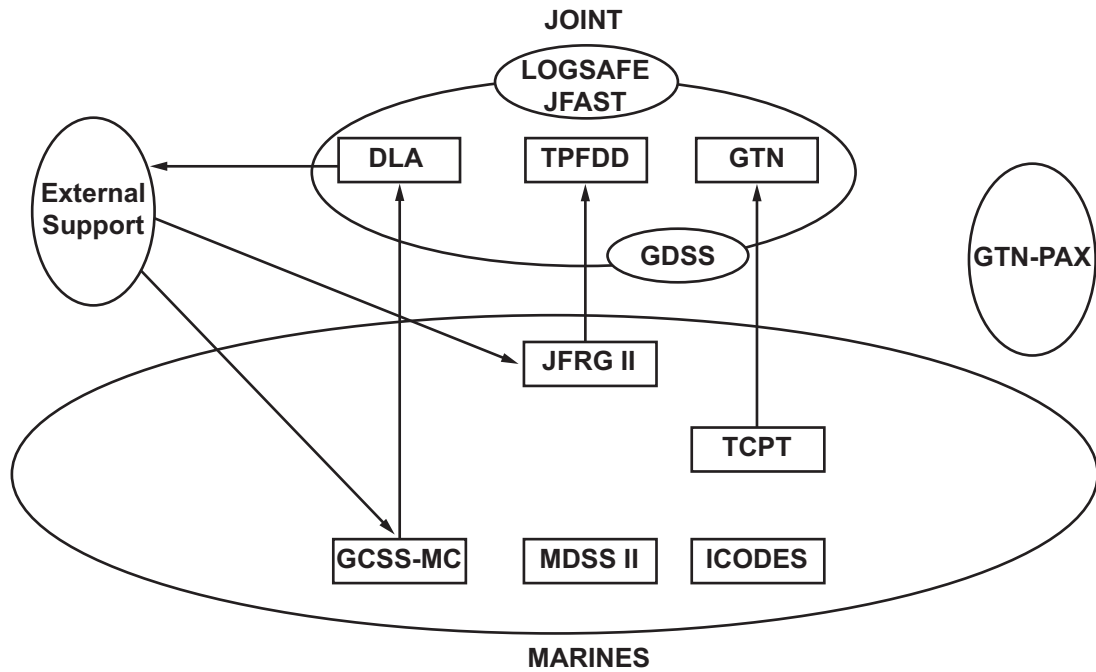 JOINT
LOGSAFE
JFAST
DLA
TPFDD
GTN
External
Support
GDSS
GTN-PAX
JFRG II
TCPT
GCSS-MC
MDSS II
ICODES
MARINES